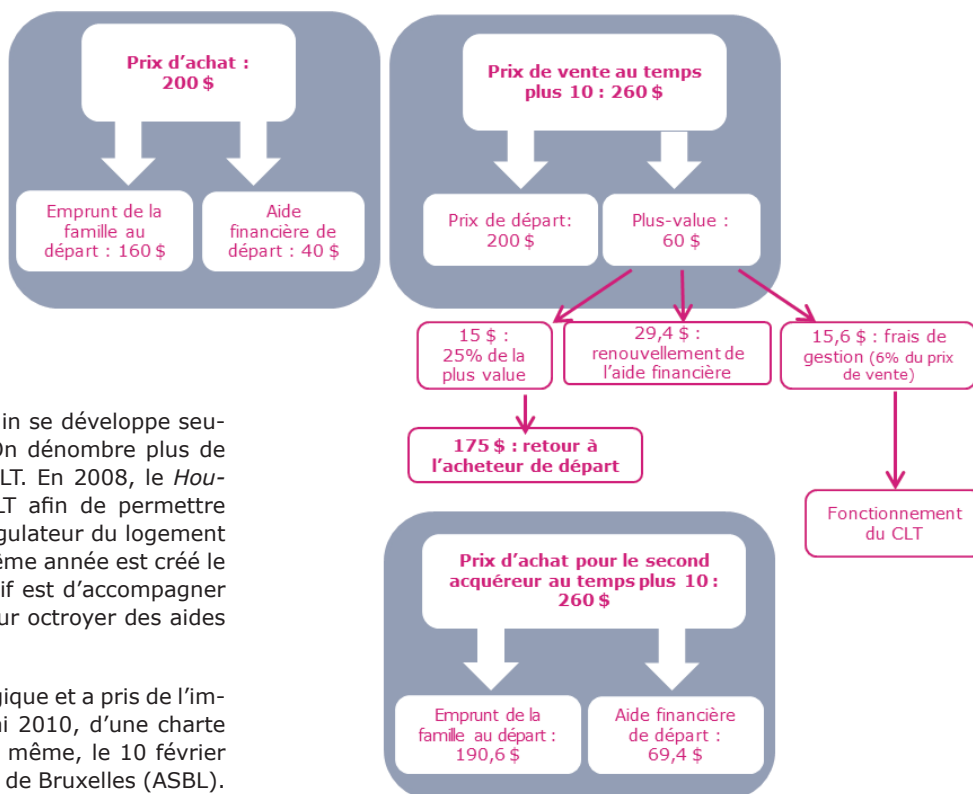 Prix d'achat :
200 $
Emprunt de la
famille au
départ : 160 $
Aide
financière de
départ : 40 $
Prix de vente au temps
plus 10 : 260 $
Prix de départ:
200 $
Plus-value :
60 $
15 $ :
25% de la
plus value
29,4 $ :
renouvellement de
l'aide financière
15,6 $ : frais de
gestion (6% du prix
de vente)
175 $ : retour à
l'acheteur de départ
Fonctionnement
du CLT
Prix d'achat pour le second
acquéreur au temps plus 10 :
260 $
Emprunt de la
famille au départ :
190,6 $
Aide financière
de départ :
69,4 $
in se développe seu-
On dénombre plus de
CLT. En 2008, le Hou-
LT afin de permettre
gulateur du logement
ême année est créé le
if est d'accompagner
ur octroyer des aides
gique et a pris de l'im-
ai 2010, d'une charte
même, le 10 février
de Bruxelles (ASBL).